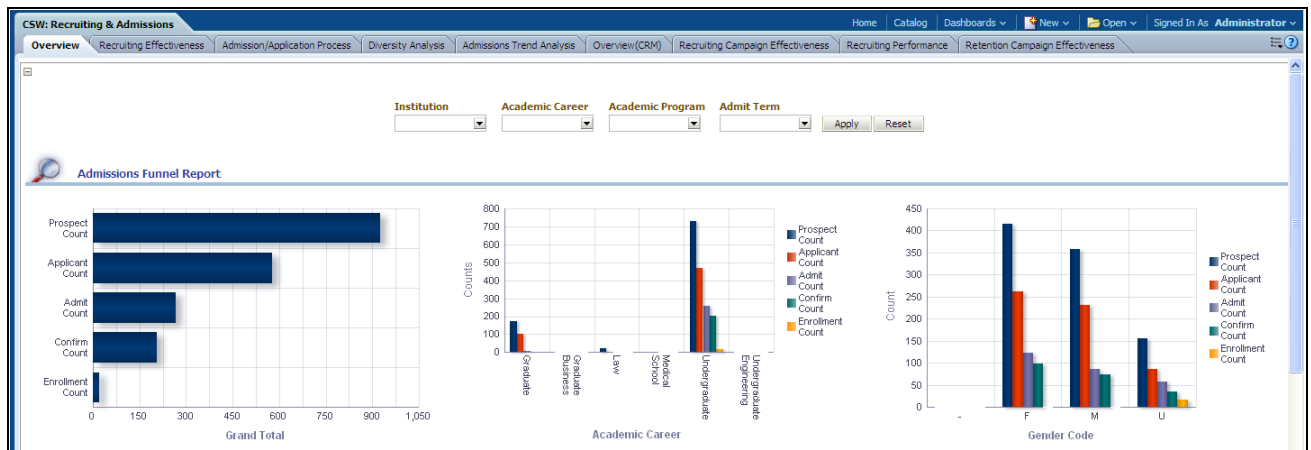 CSW: Recruiting & Admissions
Home Catalog Dashboards New Open Signed In As Administrator
Overview Recruiting Effectiveness Admission/Application Process Diversity Analysis Admissions Trend Analysis Overview(CRM) Recruiting Campaign Effectiveness Recruiting Performance Retention Campaign Effectiveness
Institution Academic Career Academic Program Admit Term
Apply Reset
Admissions Funnel Report
Prospect
Count
Applicant
Count
Admit
Count
Confirm
Count
Enrollment
Count
0 150 300 450 600 750 900 1,050
Grand Total
800
700
600
500
400
300
200
100
0
Counts
Graduate
Graduate
Business
Law
Medical
School
Undergraduate
Undergraduate
Engineering
Academic Career
Prospect
Count
Applicant
Count
Admit
Count
Confirm
Count
Enrollment
Count
450
400
350
300
250
200
150
100
50
0
Count
- F M U
Gender Code
Prospect
Count
Applicant
Count
Admit
Count
Confirm
Count
Enrollment
Count